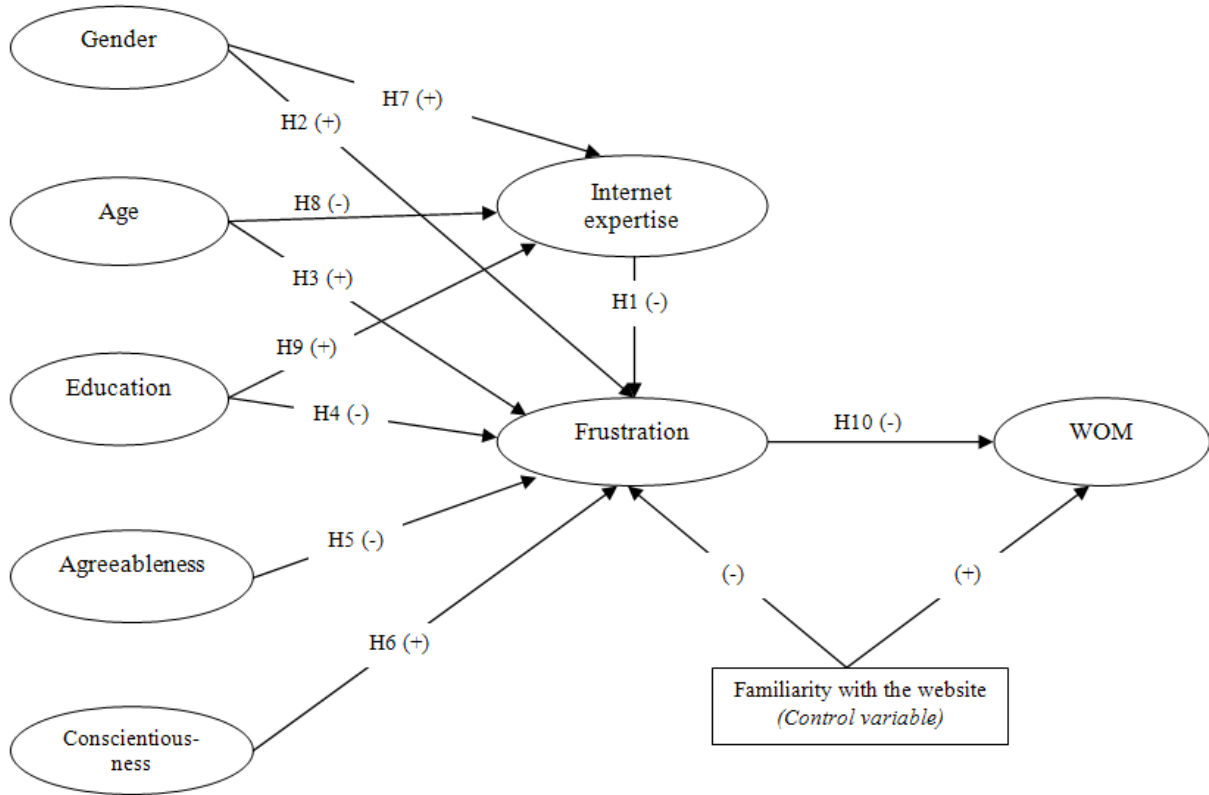 Gender
H7 (+)
H2 (+)
Internet
expertise
Age
H8 (-)
H3 (+)
H1 (-)
H9 (+)
Education
H4 (-)
Frustration
H10 (-)
WOM
Agreeableness
H5 (-)
(-)
(+)
H6 (+)
Familiarity with the website
(Control variable)
Conscientious-
ness